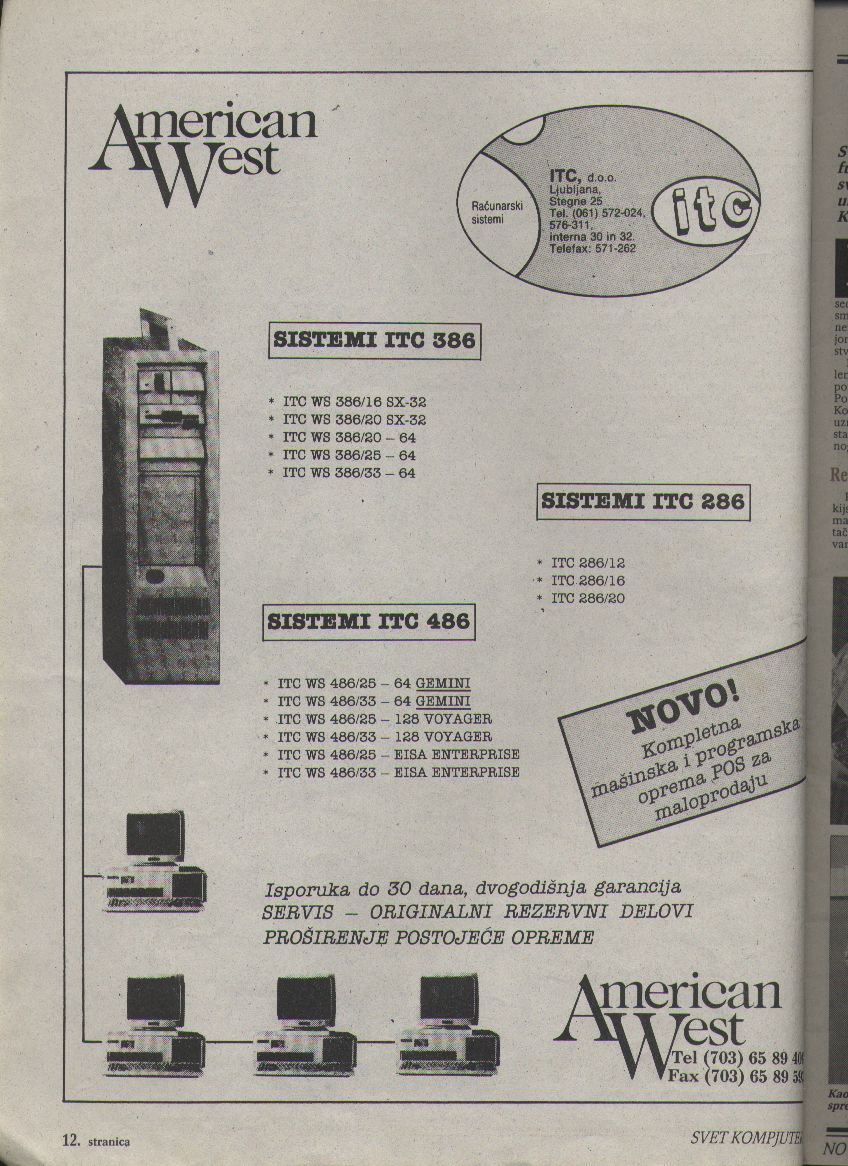 American
West
ITC, d.o.o.
Ljubljana,
Stegne 25
Tel. (061) 572-024,
576-311,
interna 30 in 32.
Telefax: 571-262
Računarski
sistemi
itc
SISTEMI ITC 386
* ITC WS 386/16 SX-32
* ITC WS 386/20 SX-32
* ITC WS 386/20 – 64
* ITC WS 386/25 – 64
* ITC WS 386/33 – 64
SISTEMI ITC 286
* ITC 286/12
* ITC 286/16
* ITC 286/20
SISTEMI ITC 486
* ITC WS 486/25 – 64 GEMINI
* ITC WS 486/33 – 64 GEMINI
* ITC WS 486/25 – 128 VOYAGER
* ITC WS 486/33 – 128 VOYAGER
* ITC WS 486/25 – EISA ENTERPRISE
* ITC WS 486/33 – EISA ENTERPRISE
NOVO!
Kompletna
mašinska i programska
oprema POS za
maloprodaju
Isporuka do 30 dana, dvogodišnja garancija
SERVIS – ORIGINALNI REZERVNI DELOVI
PROŠIRENJE POSTOJEĆE OPREME
American
West
Tel (703) 65 89
Fax (703) 65 89
12. stranica
SVET